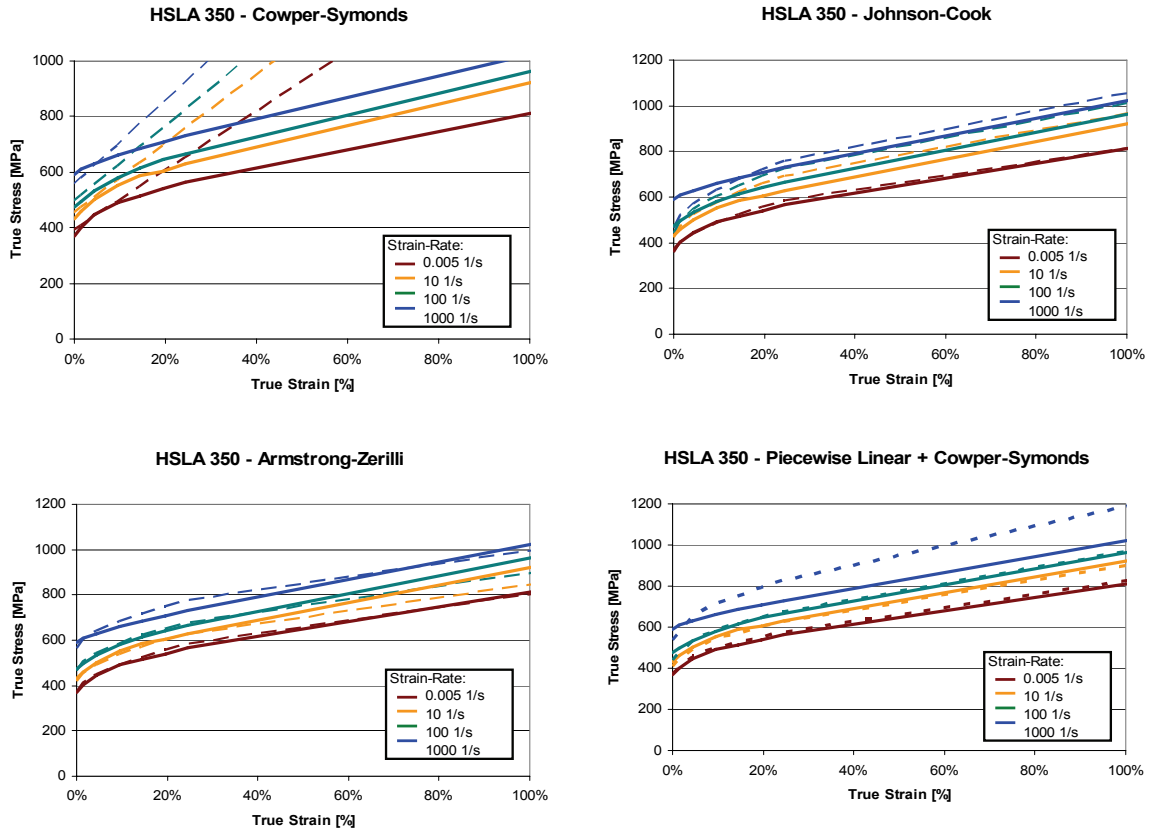 HSLA 350 - Cowper-Symonds
True Stress [MPa]
1000
800
600
400
200
0
Strain-Rate:
0.005 1/s
10 1/s
100 1/s
1000 1/s
0% 20% 40% 60% 80% 100%
True Strain [%]
HSLA 350 - Johnson-Cook
True Stress [MPa]
1200
1000
800
600
400
200
0
Strain-Rate:
0.005 1/s
10 1/s
100 1/s
1000 1/s
0% 20% 40% 60% 80% 100%
True Strain [%]
HSLA 350 - Armstrong-Zerilli
True Stress [MPa]
1200
1000
800
600
400
200
0
Strain-Rate:
0.005 1/s
10 1/s
100 1/s
1000 1/s
0% 20% 40% 60% 80% 100%
True Strain [%]
HSLA 350 - Piecewise Linear + Cowper-Symonds
True Stress [MPa]
1200
1000
800
600
400
200
0
Strain-Rate:
0.005 1/s
10 1/s
100 1/s
1000 1/s
0% 20% 40% 60% 80% 100%
True Strain [%]